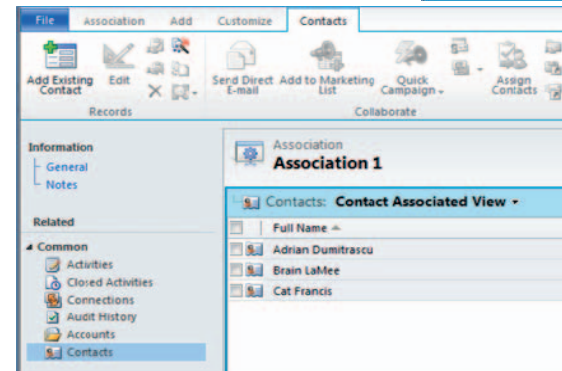 File Association Add Customize Contacts
Add Existing Contact
Edit
Send Direct E-mail
Add to Marketing List
Quick Campaign
Assign Contacts
Records
Collaborate
Information
General
Notes
Related
Common
Activities
Closed Activities
Connections
Audit History
Accounts
Contacts
Association
Association 1
Contacts: Contact Associated View
Full Name
Adrian Dumitrascu
Brain LaMee
Cat Francis